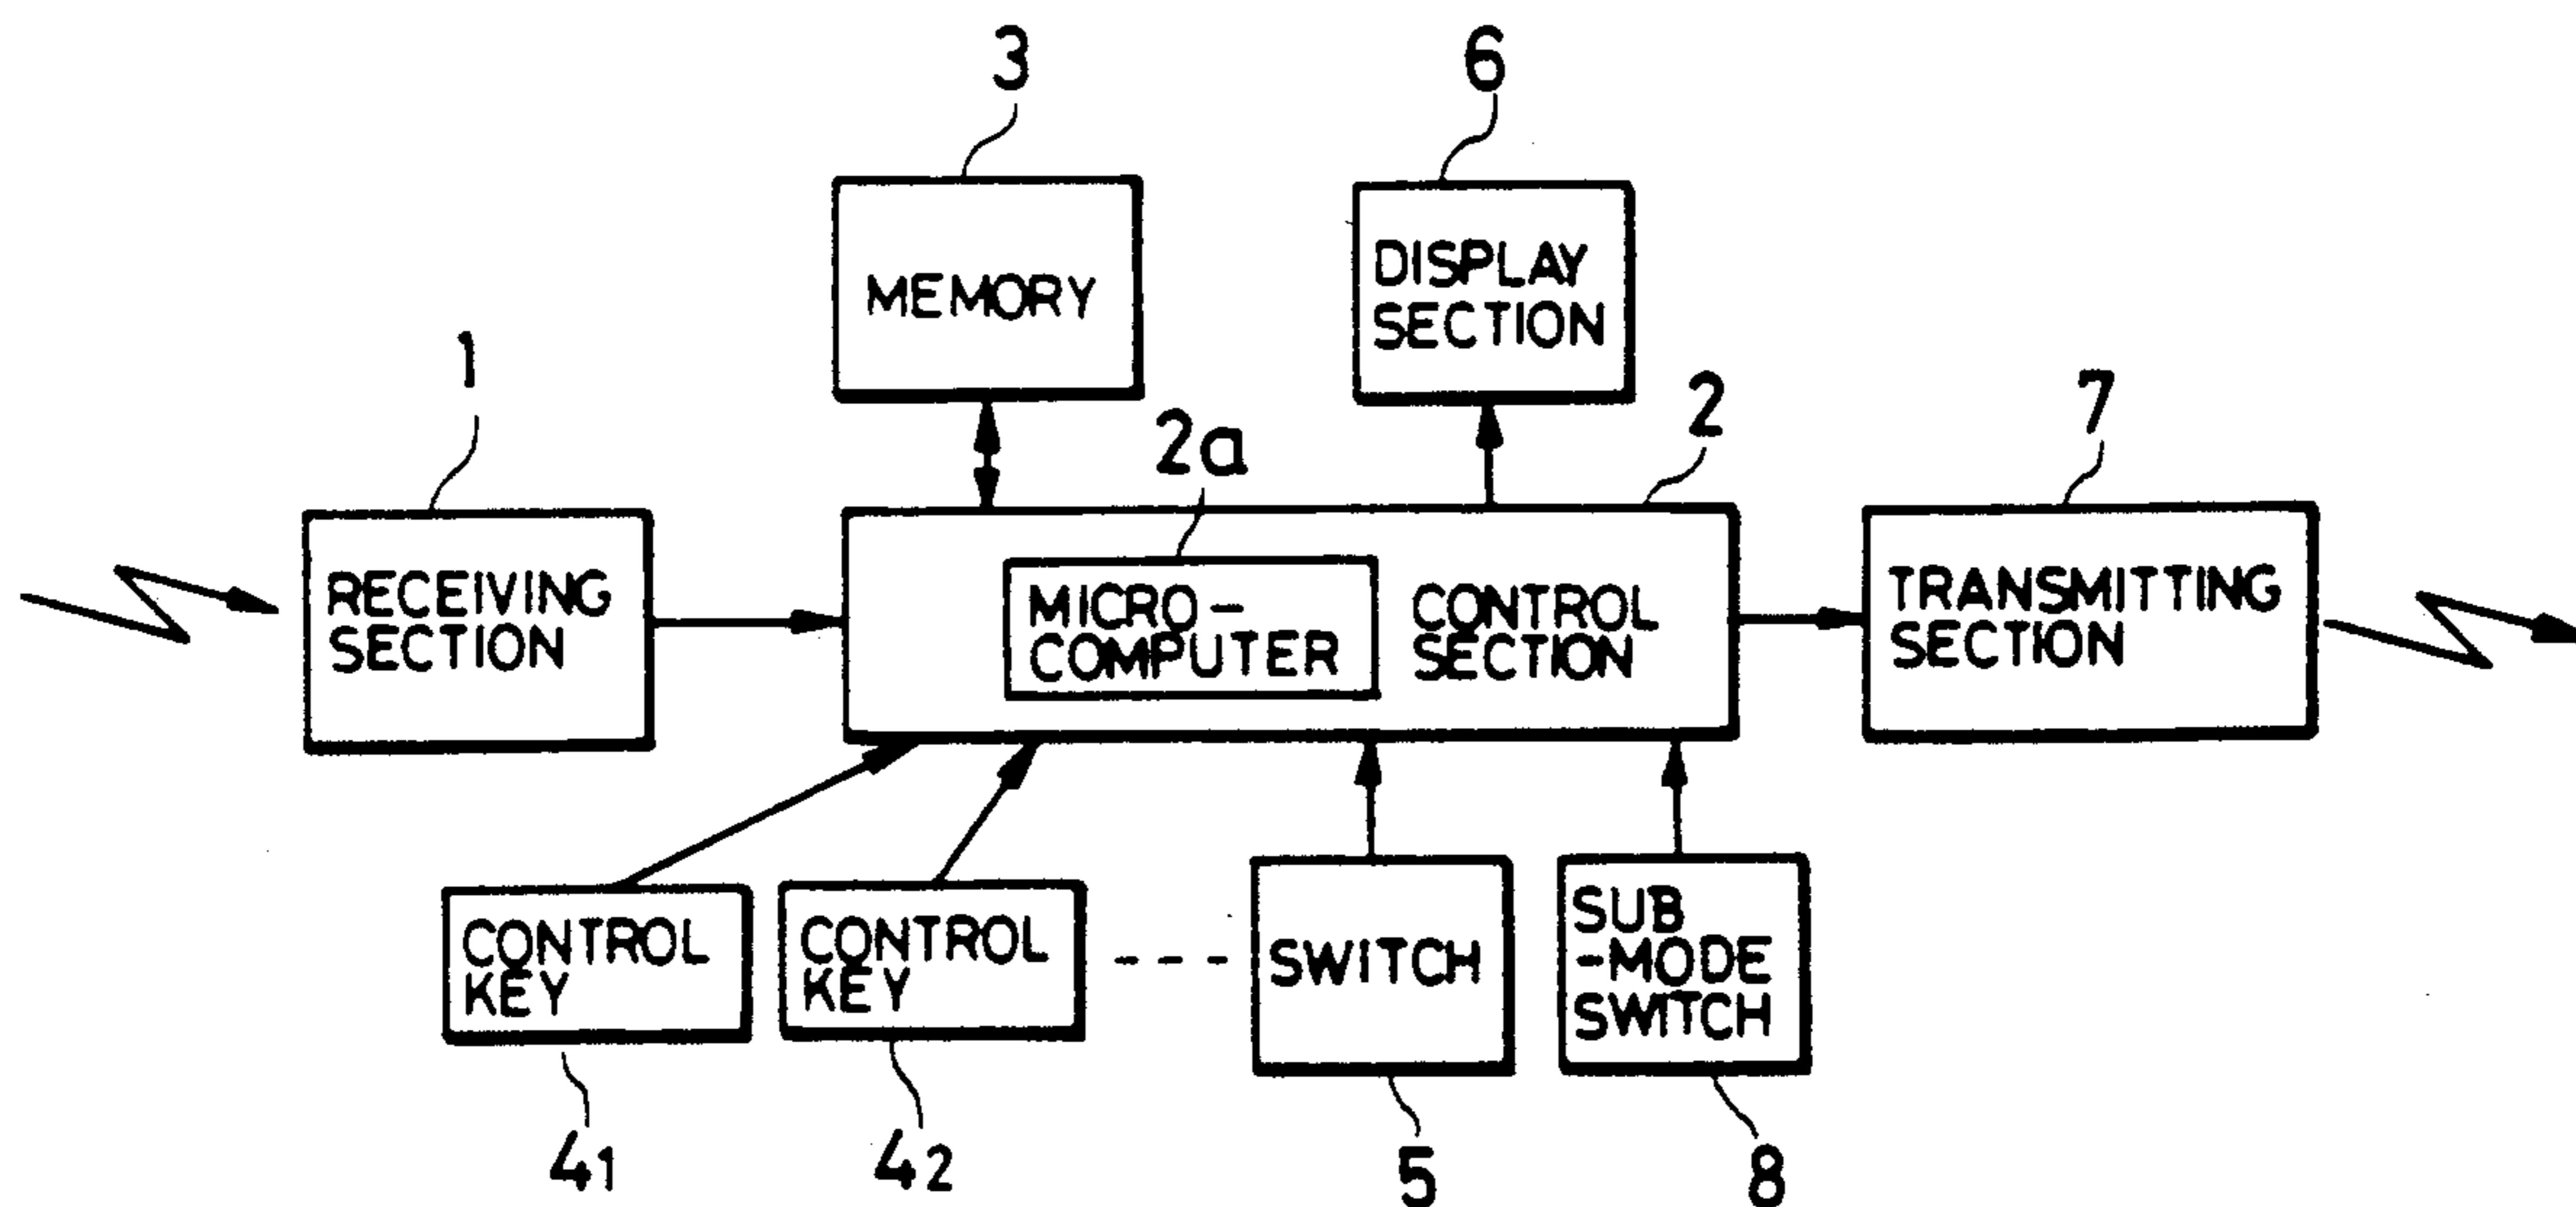 3
6
MEMORY
DISPLAY
SECTION
1
2a
2
7
RECEIVING
SECTION
MICRO-
COMPUTER
CONTROL
SECTION
TRANSMITTING
SECTION
CONTROL
KEY
CONTROL
KEY
SWITCH
SUB
-MODE
SWITCH
41
42
5
8